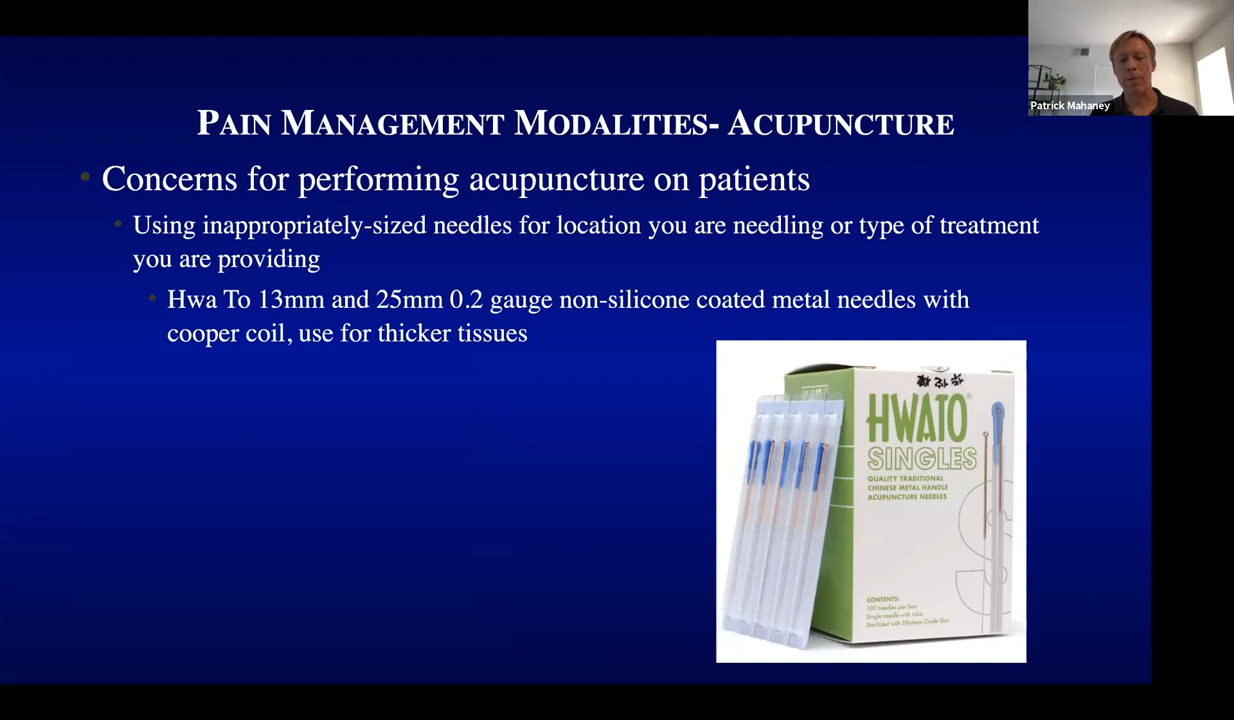 PAIN MANAGEMENT MODALITIES- ACUPUNCTURE
Patrick Mahaney
• Concerns for performing acupuncture on patients
• Using inappropriately-sized needles for location you are needling or type of treatment
you are providing
• Hwa To 13mm and 25mm 0.2 gauge non-silicone coated metal needles with
cooper coil, use for thicker tissues
HWATO®
SINGLES
QUALITY TRADITIONAL
CHINESE METAL HANDLE
ACUPUNCTURE NEEDLES
CONTENTS:
100 needles per box
Single needle with tube
Sterilized with Ethylene Oxide Gas